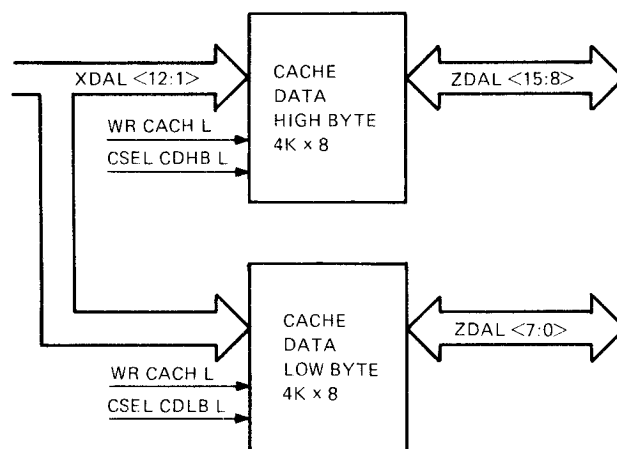 XDAL <12:1>
CACHE
DATA
HIGH BYTE
4K × 8
ZDAL <15:8>
WR CACH L
CSEL CDHB L
CACHE
DATA
LOW BYTE
4K × 8
ZDAL <7:0>
WR CACH L
CSEL CDLB L